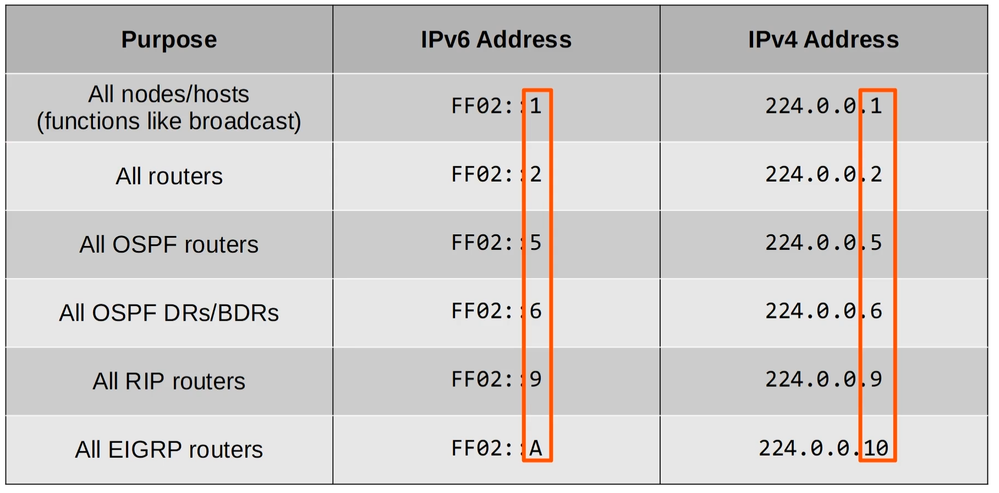 Purpose IPv6 Address IPv4 Address
All nodes/hosts
(functions like broadcast) FF02::1 224.0.0.1
All routers FF02::2 224.0.0.2
All OSPF routers FF02::5 224.0.0.5
All OSPF DRs/BDRs FF02::6 224.0.0.6
All RIP routers FF02::9 224.0.0.9
All EIGRP routers FF02::A 224.0.0.10